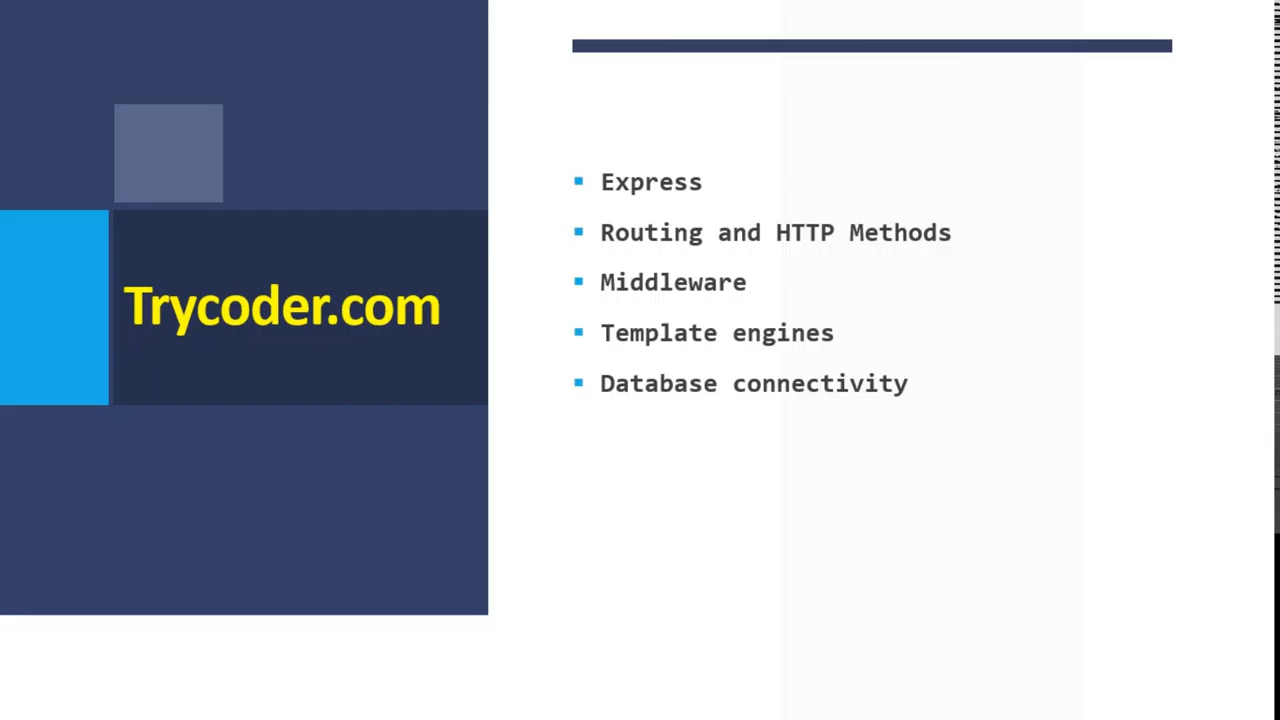 Trycoder.com
Express
Routing and HTTP Methods
Middleware
Template engines
Database connectivity